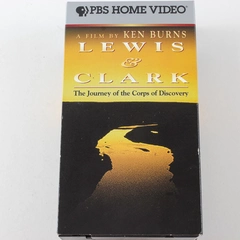 PBS HOME VIDEO
A FILM BY KEN BURNS
LEWIS
&
CLARK
The Journey of the Corps of Discovery